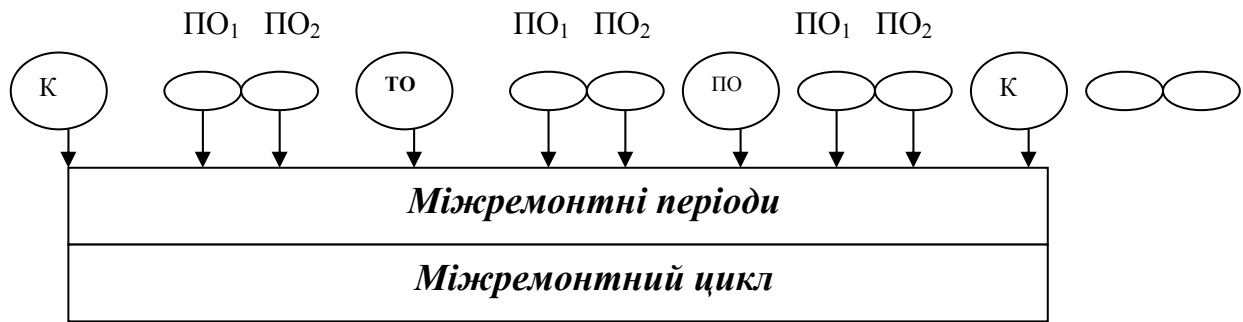 ПО₁ ПО₂ ПО₁ ПО₂ ПО₁ ПО₂
К ТО ПО К
Міжремонтні періоди
Міжремонтний цикл